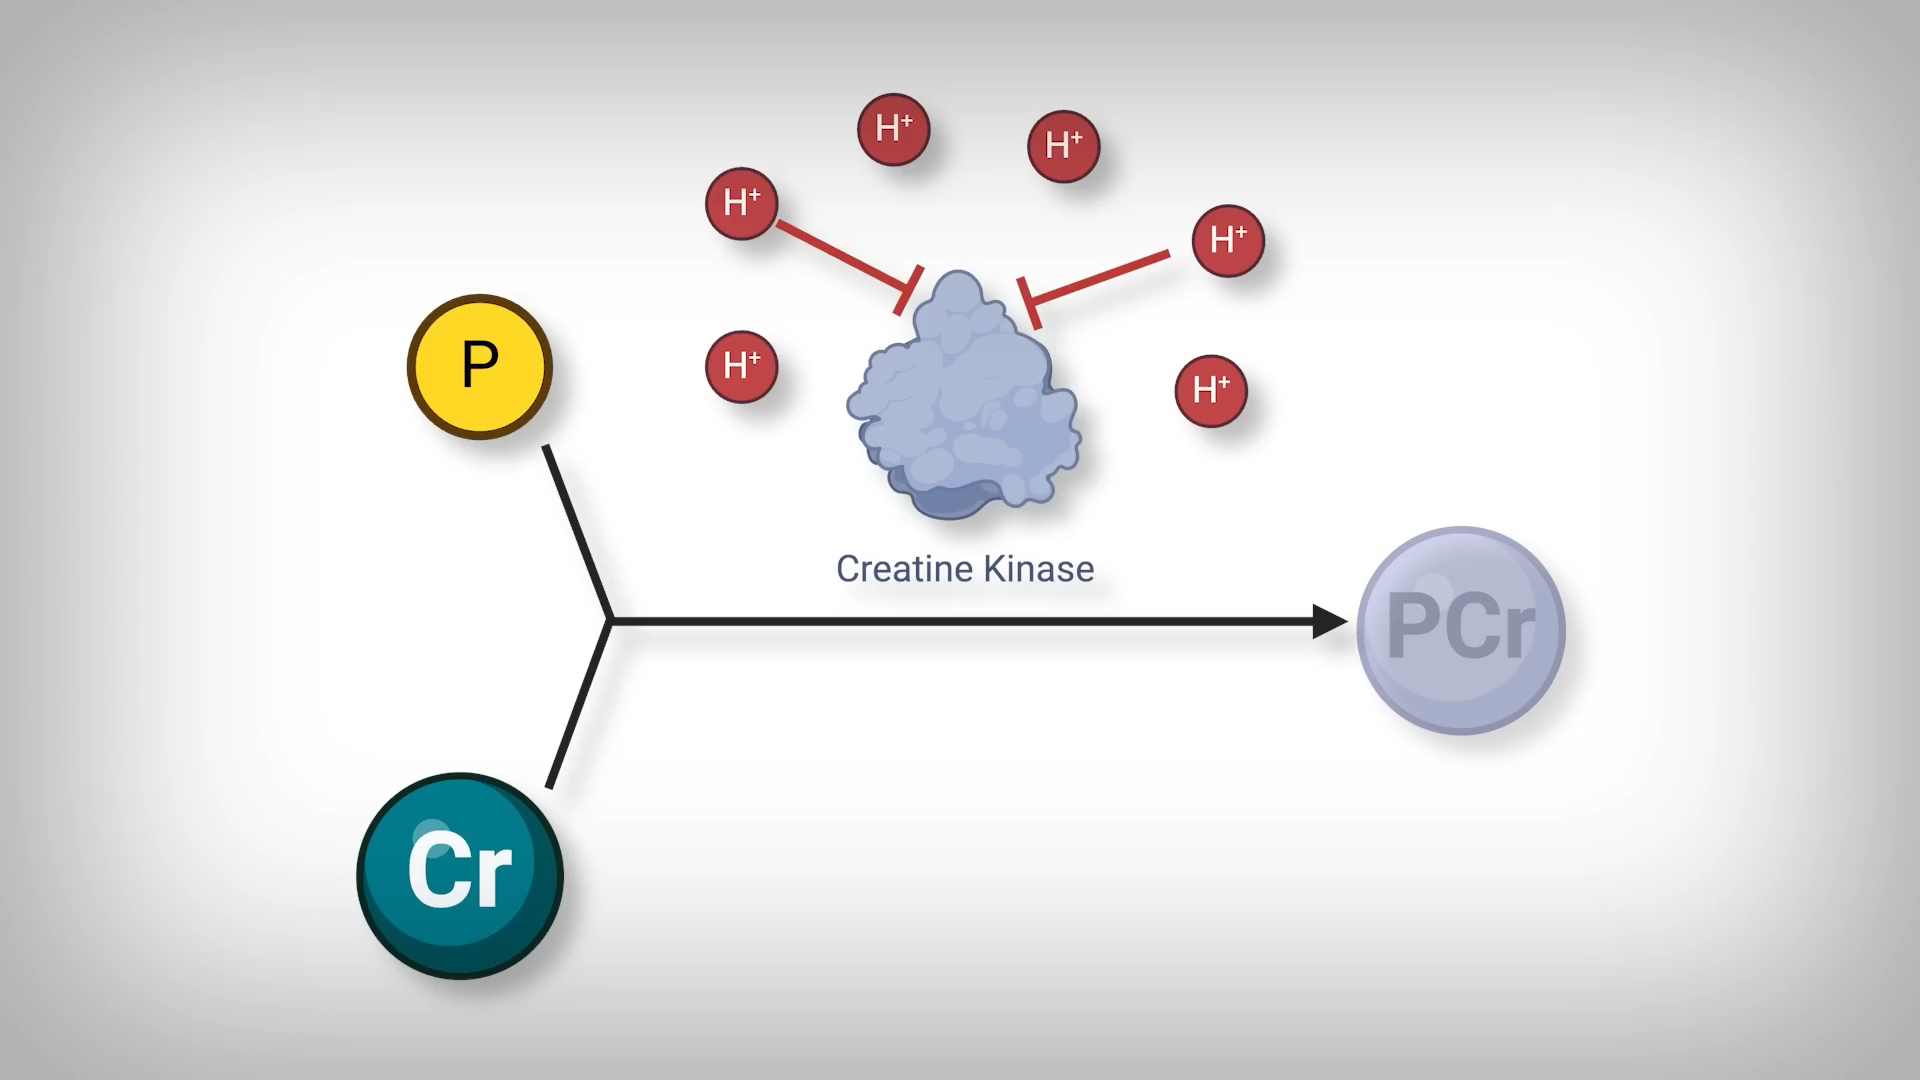 H⁺
H⁺
H⁺
H⁺
P
H⁺
H⁺
Creatine Kinase
PCr
Cr